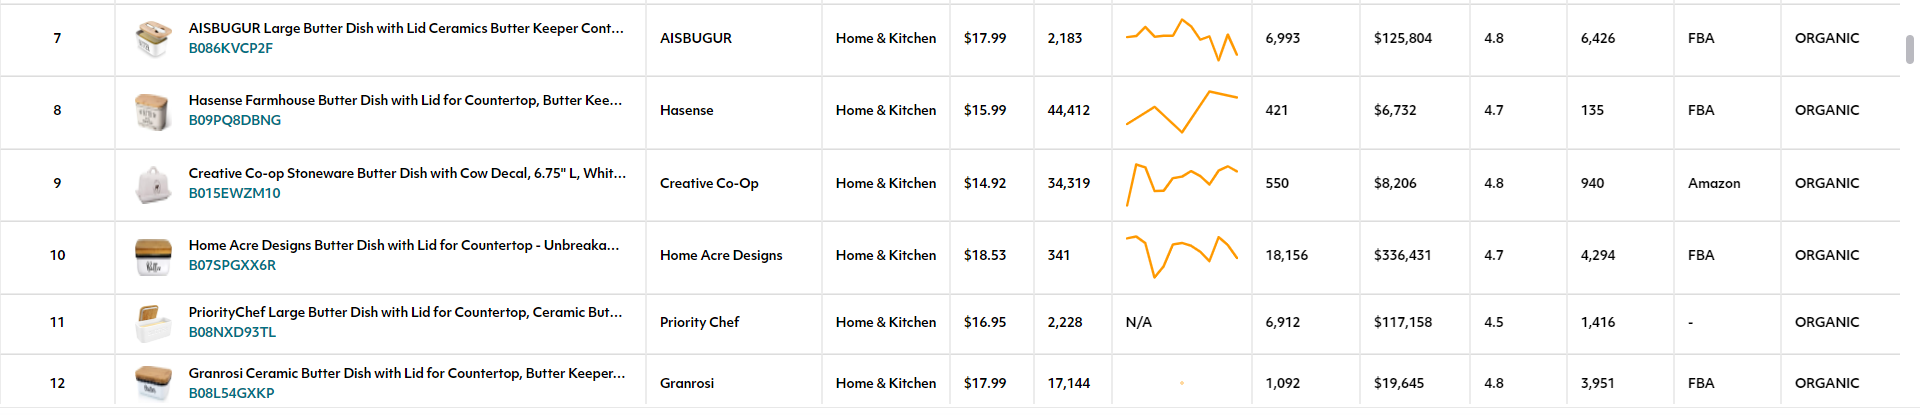 7 AISBUGUR Large Butter Dish with Lid Ceramics Butter Keeper Cont... AISBUGUR Home & Kitchen $17.99 2,183 6,993 $125,804 4.8 6,426 FBA ORGANIC
B086KVCP2F
8 Hasense Farmhouse Butter Dish with Lid for Countertop, Butter Kee... Hasense Home & Kitchen $15.99 44,412 421 $6,732 4.7 135 FBA ORGANIC
B09PQ8DBNG
9 Creative Co-op Stoneware Butter Dish with Cow Decal, 6.75" L, Whit... Creative Co-Op Home & Kitchen $14.92 34,319 550 $8,206 4.8 940 Amazon ORGANIC
B015EWZM10
10 Home Acre Designs Butter Dish with Lid for Countertop - Unbreaka... Home Acre Designs Home & Kitchen $18.53 341 18,156 $336,431 4.7 4,294 FBA ORGANIC
B07SPGXX6R
11 PriorityChef Large Butter Dish with Lid for Countertop, Ceramic But... Priority Chef Home & Kitchen $16.95 2,228 N/A 6,912 $117,158 4.5 1,416 - ORGANIC
B08NXD93TL
12 Granrosi Ceramic Butter Dish with Lid for Countertop, Butter Keeper... Granrosi Home & Kitchen $17.99 17,144 1,092 $19,645 4.8 3,951 FBA ORGANIC
B08L54GXKP